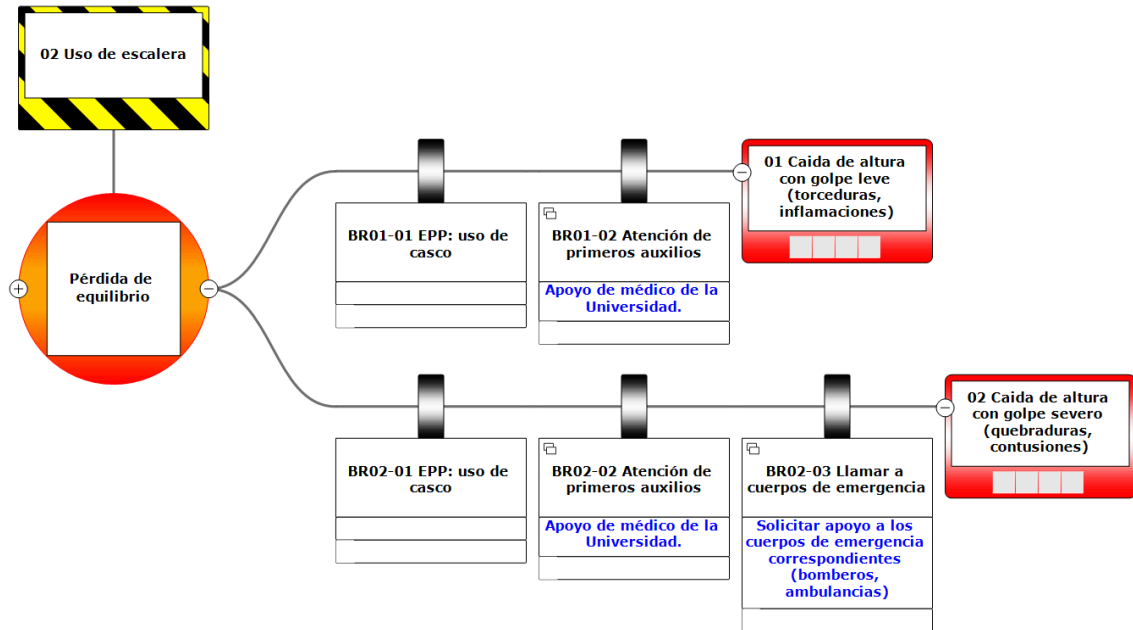 02 Uso de escalera
Pérdida de
equilibrio
BR01-01 EPP: uso de
casco
BR01-02 Atención de
primeros auxilios
Apoyo de médico de la
Universidad.
01 Caida de altura
con golpe leve
(torceduras,
inflamaciones)
BR02-01 EPP: uso de
casco
BR02-02 Atención de
primeros auxilios
Apoyo de médico de la
Universidad.
BR02-03 Llamar a
cuerpos de emergencia
Solicitar apoyo a los
cuerpos de emergencia
correspondientes
(bomberos,
ambulancias)
02 Caida de altura
con golpe severo
(quebraduras,
contusiones)